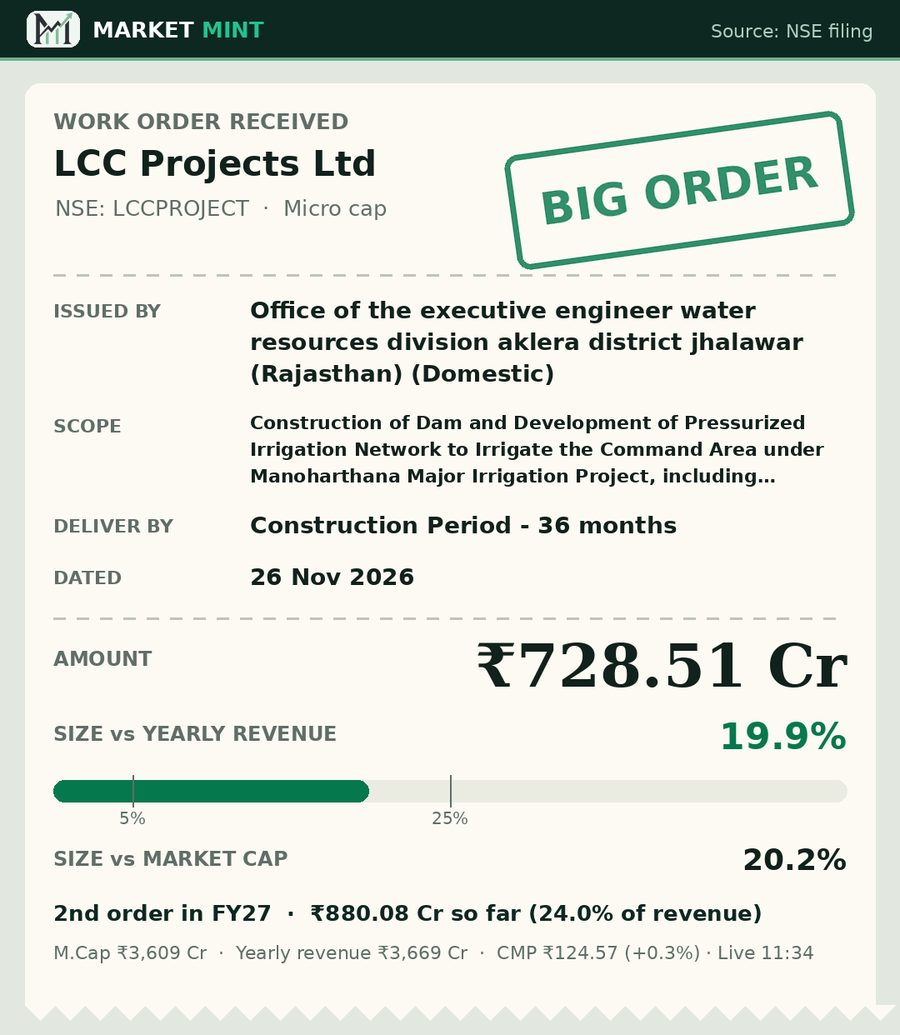 MARKET MINT
Source: NSE filing
WORK ORDER RECEIVED
LCC Projects Ltd
NSE: LCCPROJECT · Micro cap
BIG ORDER
ISSUED BY
Office of the executive engineer water
resources division aklera district jhalawar
(Rajasthan) (Domestic)
SCOPE
Construction of Dam and Development of Pressurized
Irrigation Network to Irrigate the Command Area under
Manoharthana Major Irrigation Project, including…
DELIVER BY
Construction Period - 36 months
DATED
26 Nov 2026
AMOUNT
₹728.51 Cr
SIZE vs YEARLY REVENUE
19.9%
5%
25%
SIZE vs MARKET CAP
20.2%
2nd order in FY27 · ₹880.08 Cr so far (24.0% of revenue)
M.Cap ₹3,609 Cr · Yearly revenue ₹3,669 Cr · CMP ₹124.57 (+0.3%) · Live 11:34